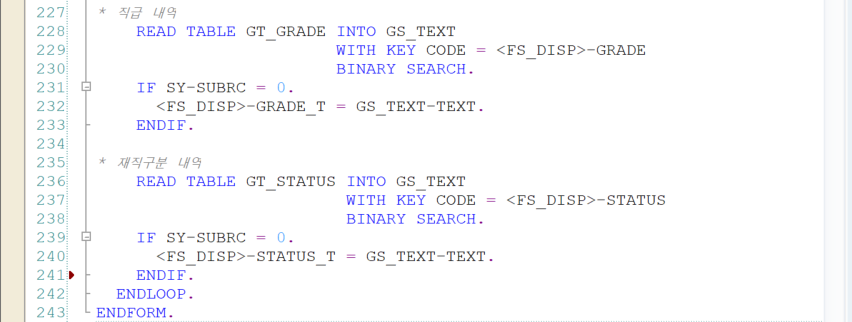 227 * 직급 내역
228 READ TABLE GT_GRADE INTO GS_TEXT
229 WITH KEY CODE = <FS_DISP>-GRADE
230 BINARY SEARCH.
231 IF SY-SUBRC = 0.
232 <FS_DISP>-GRADE_T = GS_TEXT-TEXT.
233 ENDIF.
234
235 * 재직구분 내역
236 READ TABLE GT_STATUS INTO GS_TEXT
237 WITH KEY CODE = <FS_DISP>-STATUS
238 BINARY SEARCH.
239 IF SY-SUBRC = 0.
240 <FS_DISP>-STATUS_T = GS_TEXT-TEXT.
241 ENDIF.
242 ENDLOOP.
243 ENDFORM.